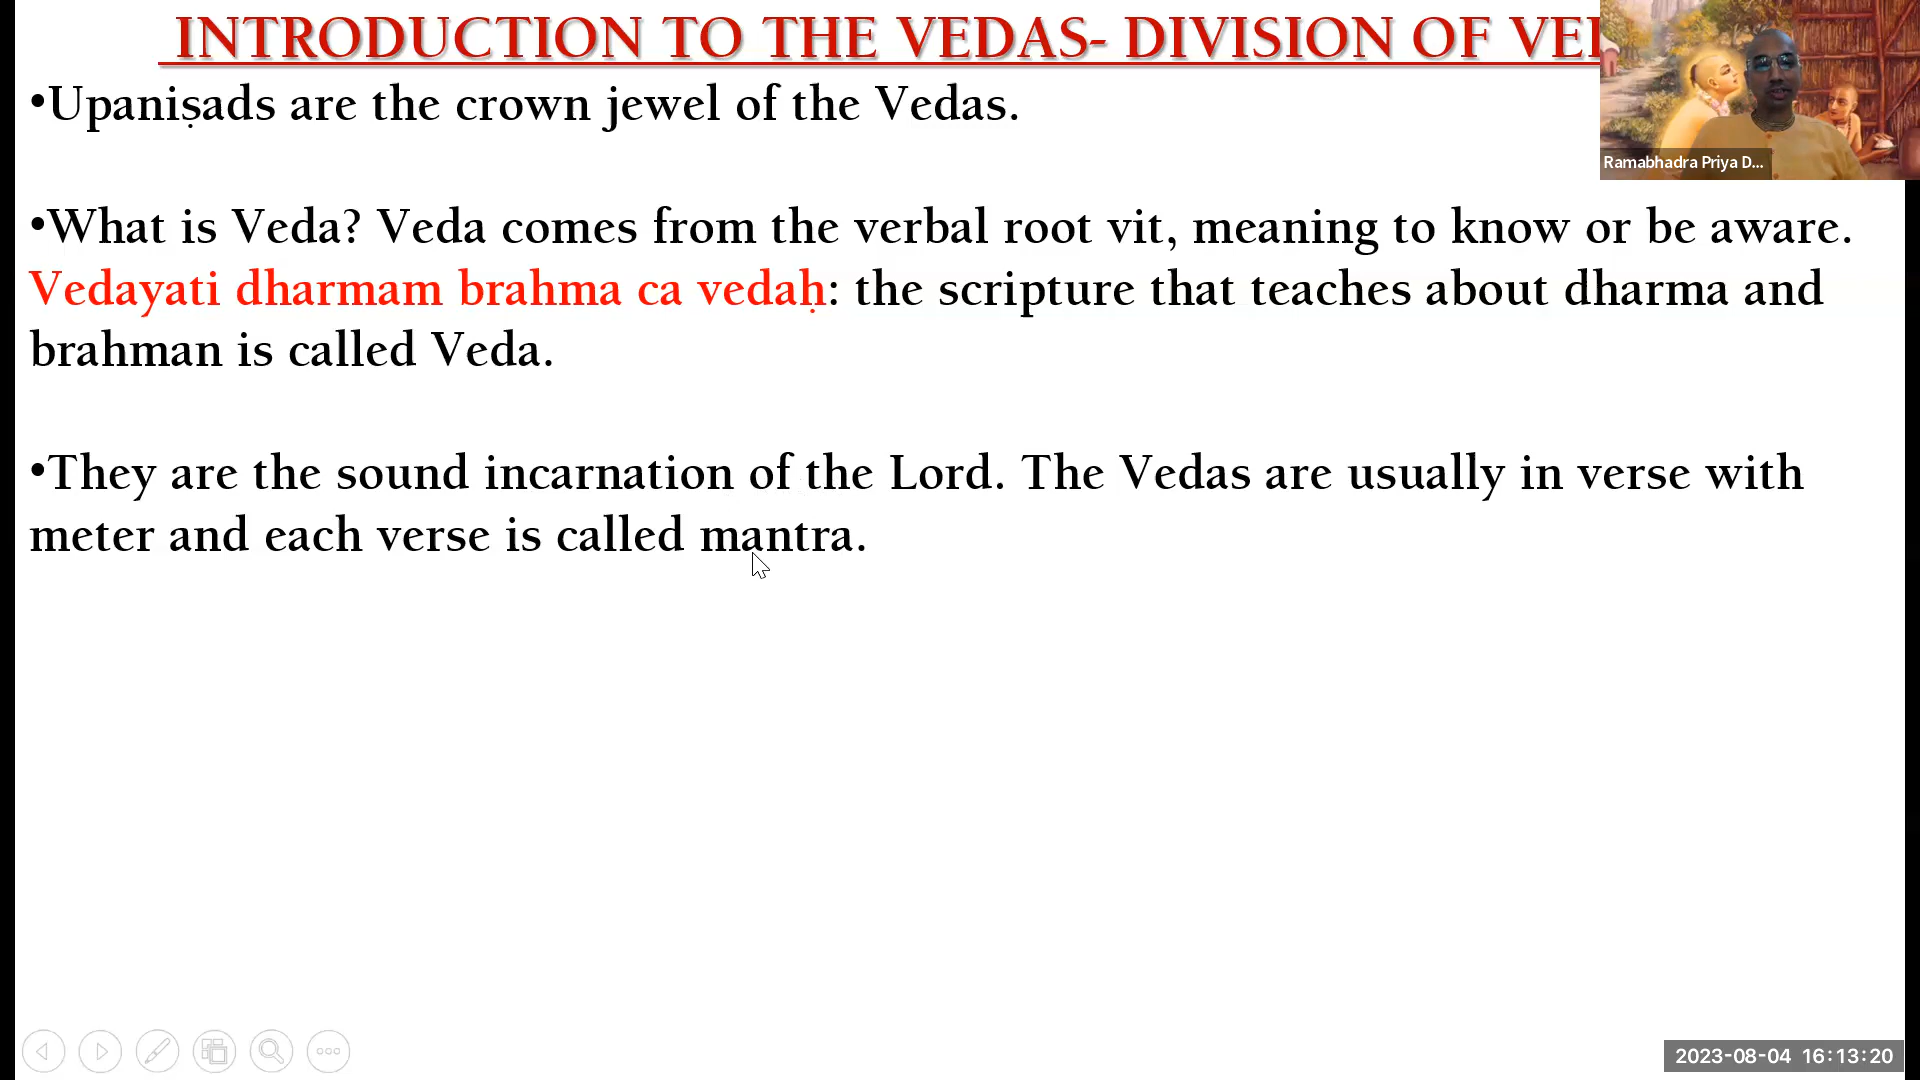 INTRODUCTION TO THE VEDAS- DIVISION OF
•Upaniṣads are the crown jewel of the Vedas.
Ramabhadra Priya D...
•What is Veda? Veda comes from the verbal root vit, meaning to know or be aware.
Vedayati dharmam brahma ca vedaḥ: the scripture that teaches about dharma and
brahman is called Veda.
•They are the sound incarnation of the Lord. The Vedas are usually in verse with
meter and each verse is called mantra.
2023-08-04 16:13:20